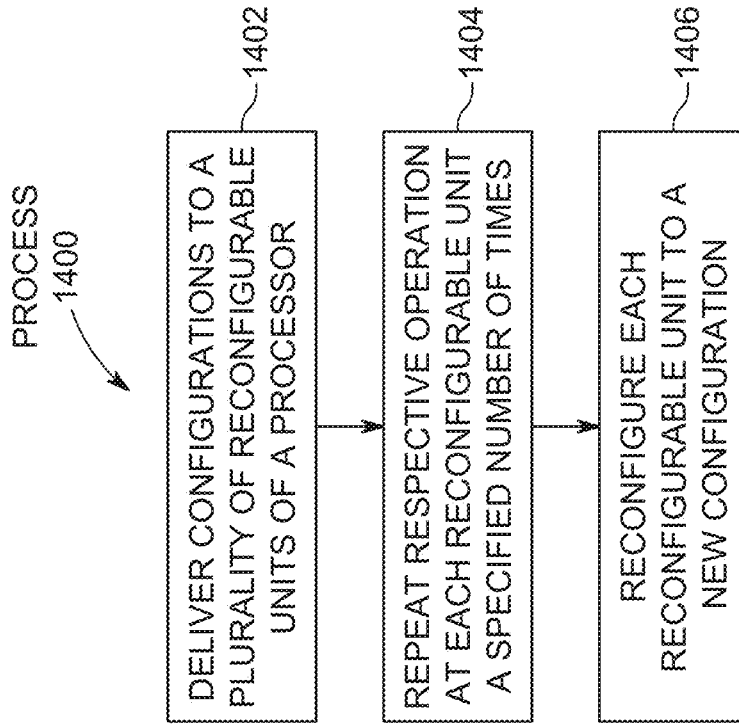 PROCESS
1400
DELIVER CONFIGURATIONS TO A
PLURALITY OF RECONFIGURABLE
UNITS OF A PROCESSOR
1402
REPEAT RESPECTIVE OPERATION
AT EACH RECONFIGURABLE UNIT
A SPECIFIED NUMBER OF TIMES
1404
RECONFIGURE EACH
RECONFIGURABLE UNIT TO A
NEW CONFIGURATION
1406